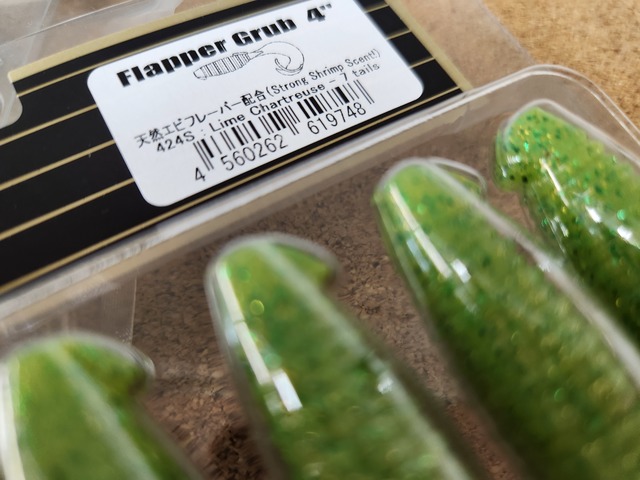 Flapper Grub 4"
天然エビフレーバー配合(Strong Shrimp Scent!)
424S : Lime Chartreuse - 7 tails
4 560262 619748